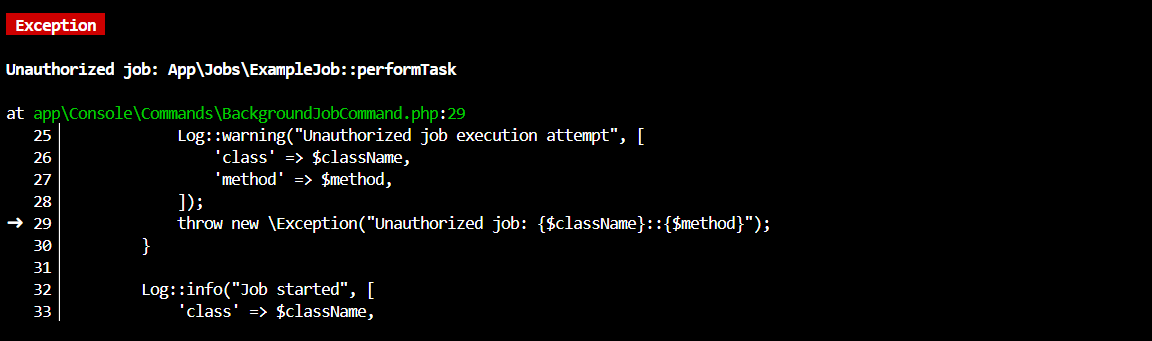 Exception
Unauthorized job: App\Jobs\ExampleJob::performTask
at app\Console\Commands\BackgroundJobCommand.php:29
25 Log::warning("Unauthorized job execution attempt", [
26 'class' => $className,
27 'method' => $method,
28 ]);
➜ 29 throw new \Exception("Unauthorized job: {$className}::{$method}");
30 }
31
32 Log::info("Job started", [
33 'class' => $className,